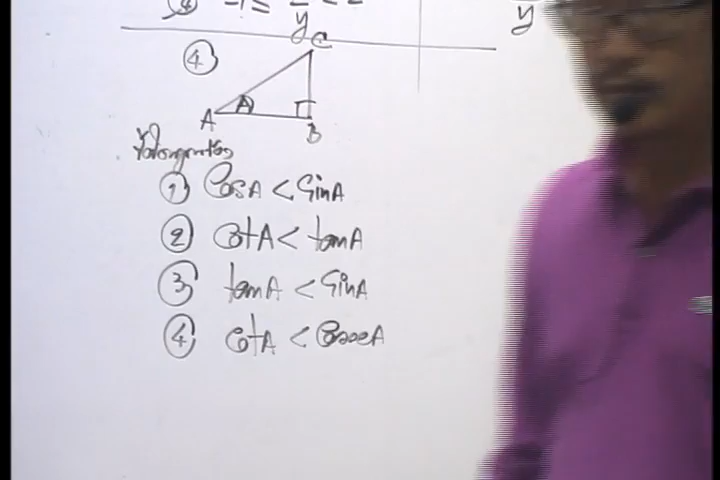 ④
C
A
A
B
① CosA < SinA
② CotA < tanA
③ tanA < SinA
④ CotA < CosecA